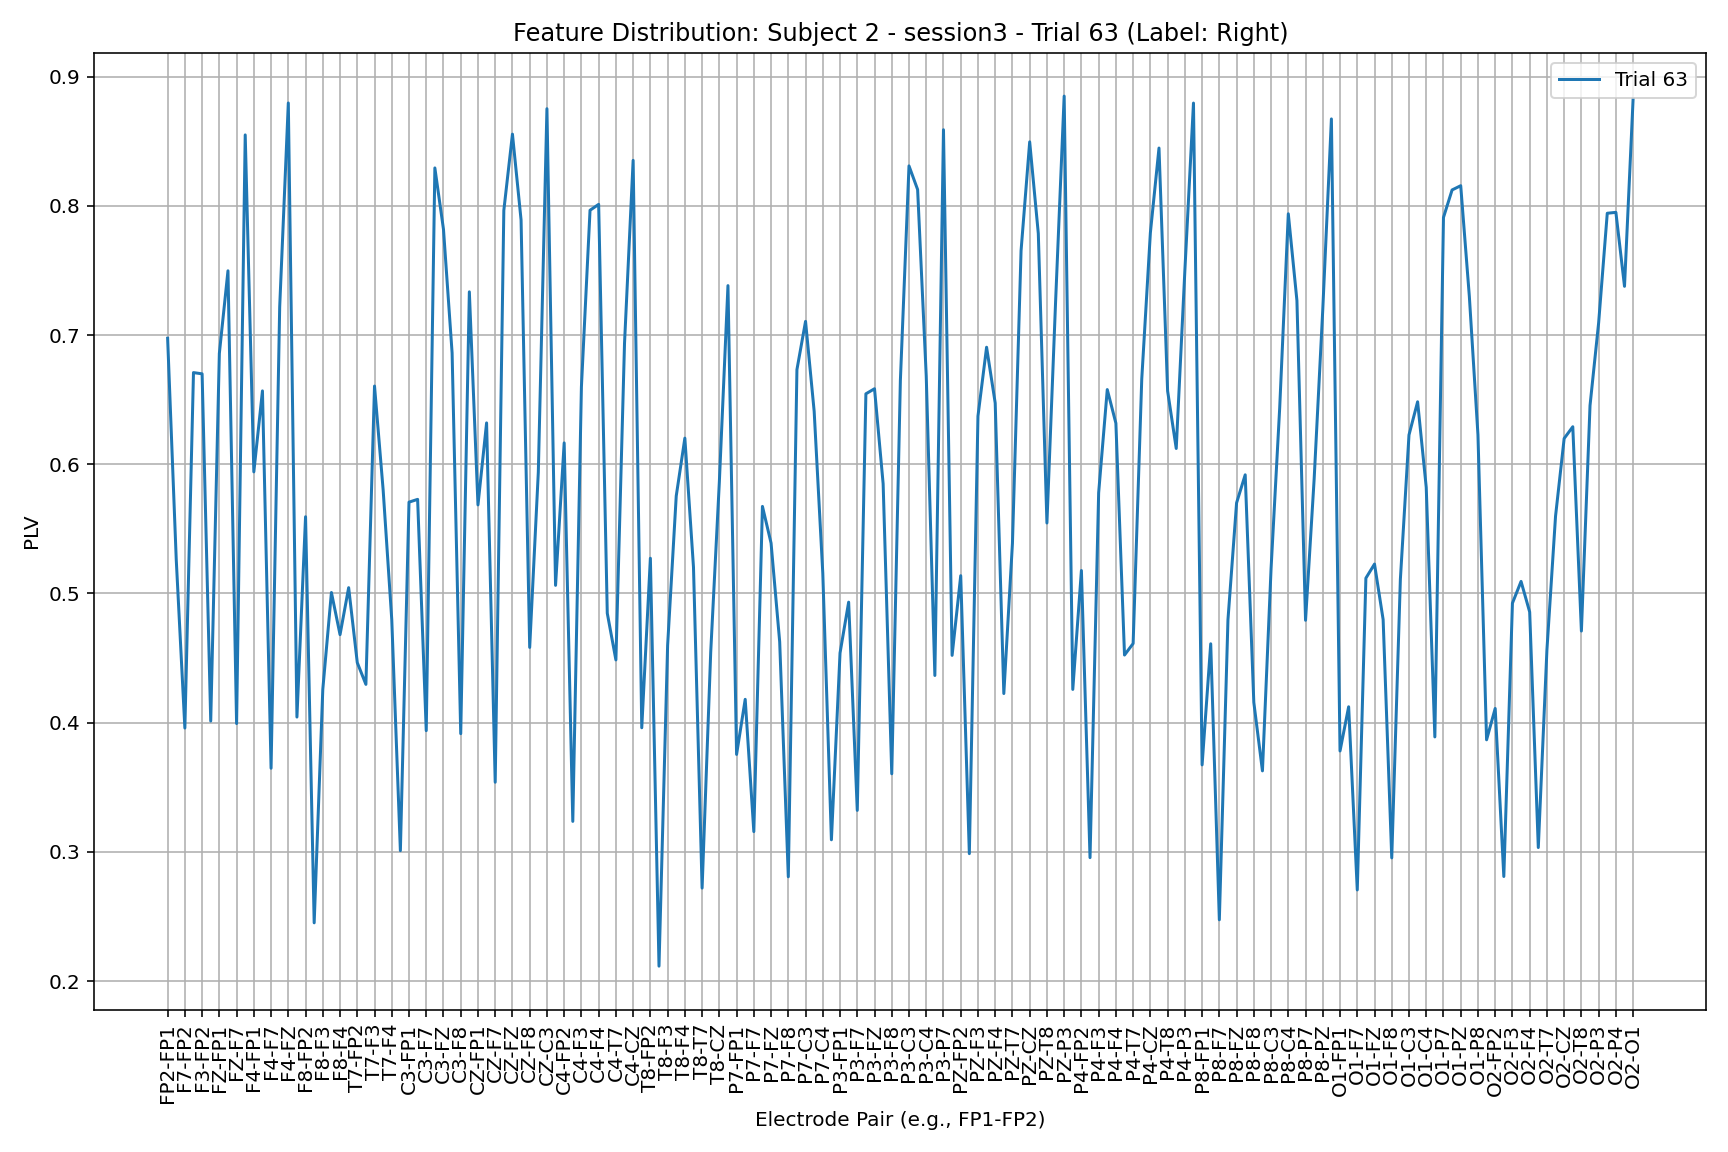 Feature Distribution: Subject 2 - session3 - Trial 63 (Label: Right)
Trial 63
0.9
0.8
0.7
0.6
0.5
0.4
0.3
0.2
PLV
FP2-FP1
F7-FP2
F3-FP2
FZ-FP1
FZ-F7
F4-FP1
F4-F7
F4-FZ
F8-FP2
F8-F3
F8-F4
T7-FP2
T7-F3
T7-F4
C3-FP1
C3-F7
C3-FZ
C3-F8
CZ-FP1
CZ-F7
CZ-FZ
CZ-F8
CZ-C3
C4-FP2
C4-F3
C4-F4
C4-T7
C4-CZ
T8-FP2
T8-F3
T8-F4
T8-T7
T8-CZ
P7-FP1
P7-F7
P7-FZ
P7-F8
P7-C3
P7-C4
P3-FP1
P3-F7
P3-FZ
P3-F8
P3-C3
P3-C4
P3-P7
PZ-FP2
PZ-F3
PZ-F4
PZ-T7
PZ-CZ
PZ-T8
PZ-P3
P4-FP2
P4-F3
P4-F4
P4-T7
P4-CZ
P4-T8
P4-P3
P8-FP1
P8-F7
P8-FZ
P8-F8
P8-C3
P8-C4
P8-P7
P8-PZ
O1-FP1
O1-F7
O1-FZ
O1-F8
O1-C3
O1-C4
O1-P7
O1-PZ
O1-P8
O2-FP2
O2-F3
O2-F4
O2-T7
O2-CZ
O2-T8
O2-P3
O2-P4
O2-O1
Electrode Pair (e.g., FP1-FP2)